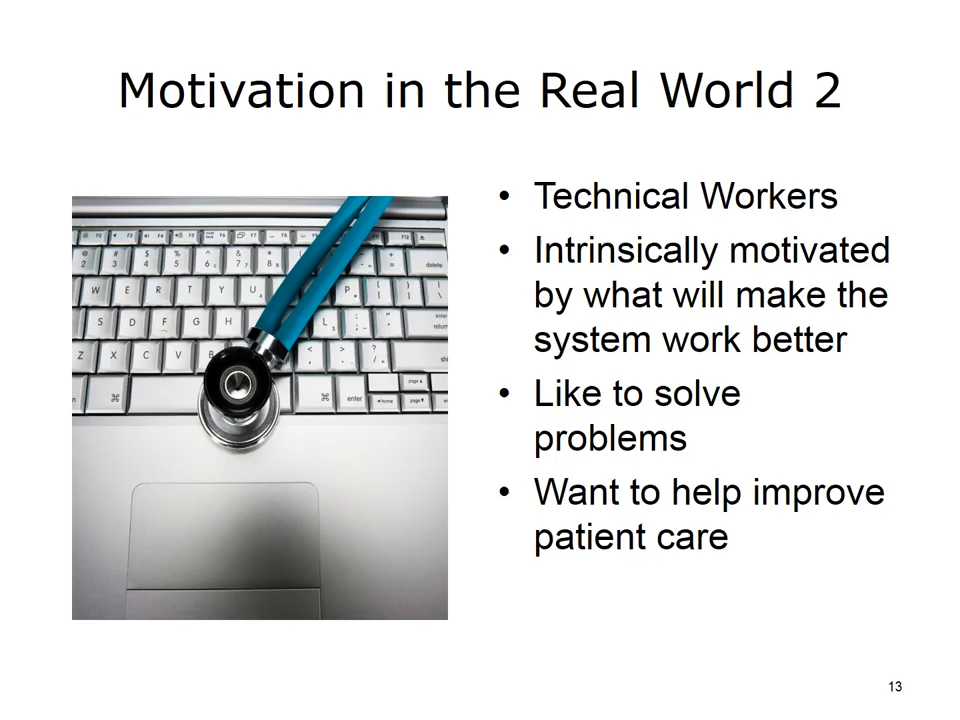 Motivation in the Real World 2
• Technical Workers
• Intrinsically motivated
by what will make the
system work better
• Like to solve
problems
• Want to help improve
patient care
13